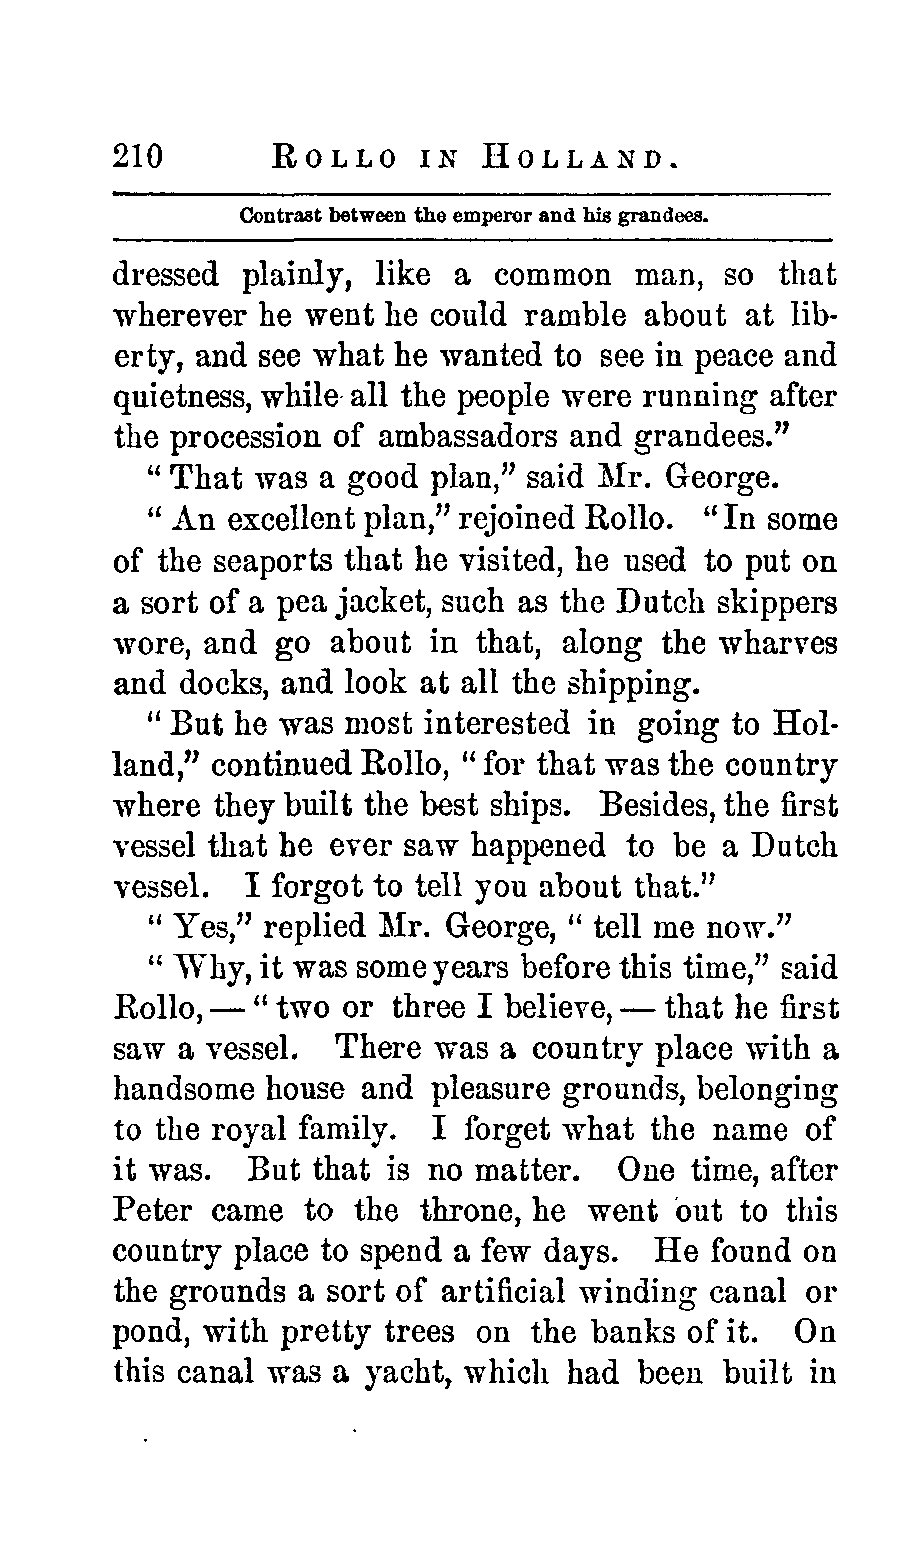 210 ROLLO IN HOLLAND.
Contrast between the emperor and his grandees.
dressed plainly, like a common man, so that
wherever he went he could ramble about at lib-
erty, and see what he wanted to see in peace and
quietness, while all the people were running after
the procession of ambassadors and grandees."
"That was a good plan," said Mr. George.
"An excellent plan," rejoined Rollo. "In some
of the seaports that he visited, he used to put on
a sort of a pea jacket, such as the Dutch skippers
wore, and go about in that, along the wharves
and docks, and look at all the shipping.
"But he was most interested in going to Hol-
land," continued Rollo, "for that was the country
where they built the best ships. Besides, the first
vessel that he ever saw happened to be a Dutch
vessel. I forgot to tell you about that."
"Yes," replied Mr. George, "tell me now."
"Why, it was some years before this time," said
Rollo,—"two or three I believe,—that he first
saw a vessel. There was a country place with a
handsome house and pleasure grounds, belonging
to the royal family. I forget what the name of
it was. But that is no matter. One time, after
Peter came to the throne, he went out to this
country place to spend a few days. He found on
the grounds a sort of artificial winding canal or
pond, with pretty trees on the banks of it. On
this canal was a yacht, which had been built in